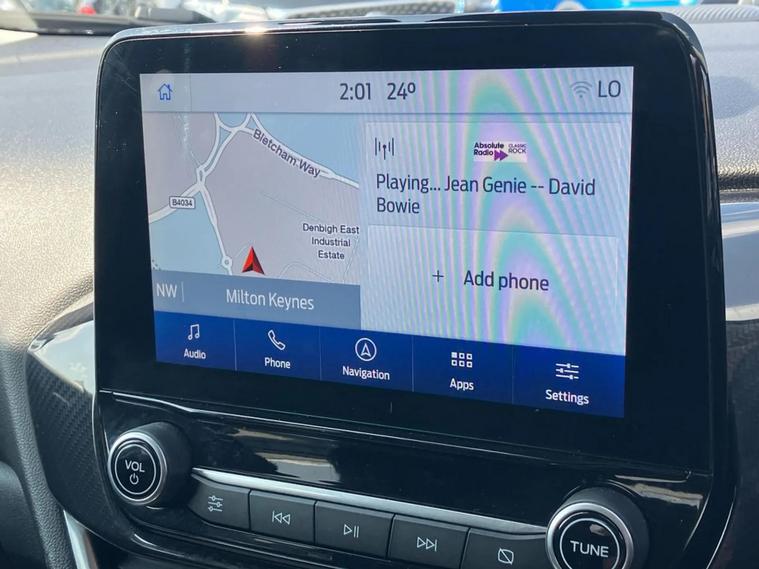 2:01 24º LO
Bletcham Way
B4034
Denbigh East
Industrial
Estate
NW Milton Keynes
Absolute
Radio
CLASSIC
ROCK
Playing... Jean Genie -- David
Bowie
+ Add phone
Audio
Phone
Navigation
Apps
Settings
VOL
TUNE